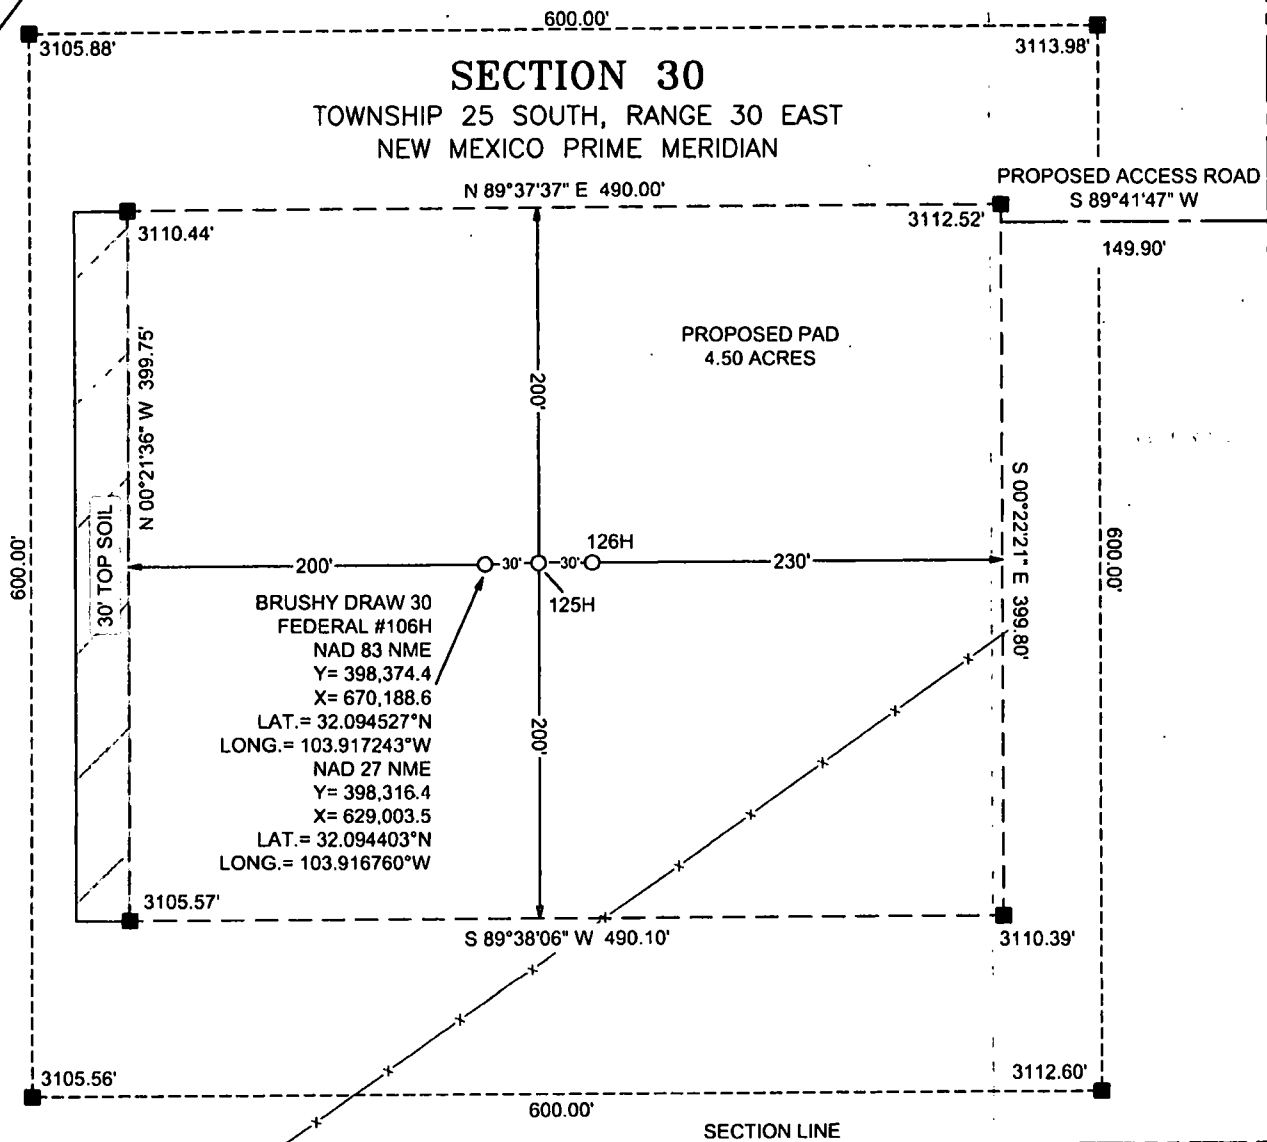 600.00'
3105.88'
3113.98'
SECTION 30
TOWNSHIP 25 SOUTH, RANGE 30 EAST
NEW MEXICO PRIME MERIDIAN
PROPOSED ACCESS ROAD
S 89°41'47" W
149.90'
N 89°37'37" E 490.00'
3110.44'
3112.52'
PROPOSED PAD
4.50 ACRES
N 00°21'36" W 399.75'
200'
30' TOP SOIL
600.00'
200'
30'
30'
126H
230'
125H
S 00°22'21" E 399.80'
600.00'
BRUSHY DRAW 30
FEDERAL #106H
NAD 83 NME
Y= 398,374.4
X= 670,188.6
LAT.= 32.094527°N
LONG.= 103.917243°W
NAD 27 NME
Y= 398,316.4
X= 629,003.5
LAT.= 32.094403°N
LONG.= 103.916760°W
200'
3105.57'
S 89°38'06" W 490.10'
3110.39'
3105.56'
3112.60'
600.00'
SECTION LINE